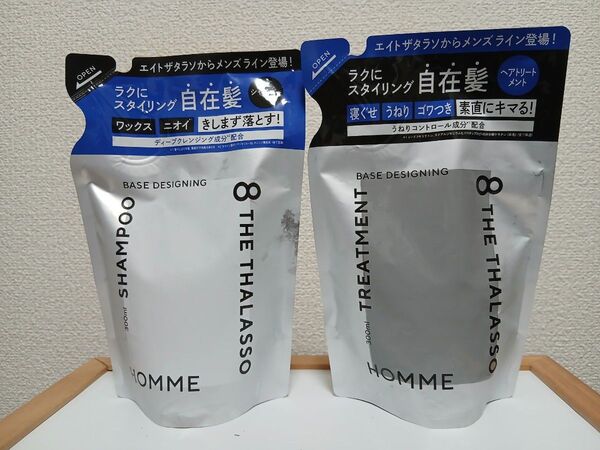 OPEN
エイトザタラソからメンズライン登場!
ラクに
スタイリング 自在髪
ワックス ニオイ きしまず落とす!
ディープクレンジング成分 配合
BASE DESIGNING
SHAMPOO
300ml
8 THE THALASSO
HOMME
OPEN
エイトザタラソからメンズライン登場!
ラクに
スタイリング 自在髪
ヘアトリート
メント
寝ぐせ うねり ゴワつき 素直にキマる!
うねりコントロール成分 配合
BASE DESIGNING
TREATMENT
300ml
8 THE THALASSO
HOMME